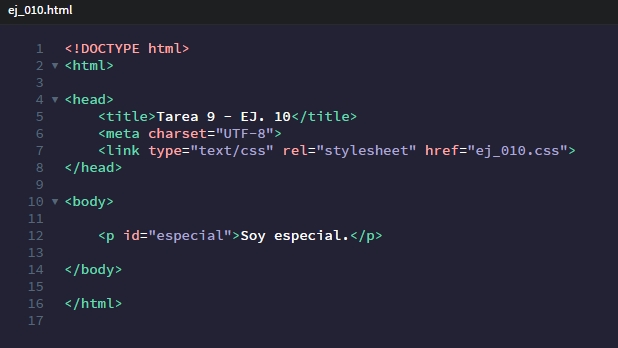 ej_010.html
1 <!DOCTYPE html>
2 <html>
3
4 <head>
5 <title>Tarea 9 - EJ. 10</title>
6 <meta charset="UTF-8">
7 <link type="text/css" rel="stylesheet" href="ej_010.css">
8 </head>
9
10 <body>
11
12 <p id="especial">Soy especial.</p>
13
14 </body>
15
16 </html>
17